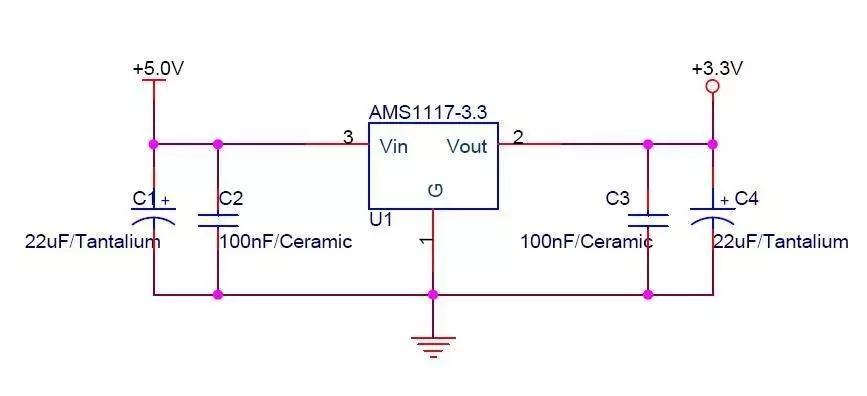 +5.0V
+3.3V
AMS1117-3.3
3
Vin
Vout
2
G
U1
1
C1 +
C2
C3
+ C4
22uF/Tantalium
100nF/Ceramic
100nF/Ceramic
22uF/Tantalium